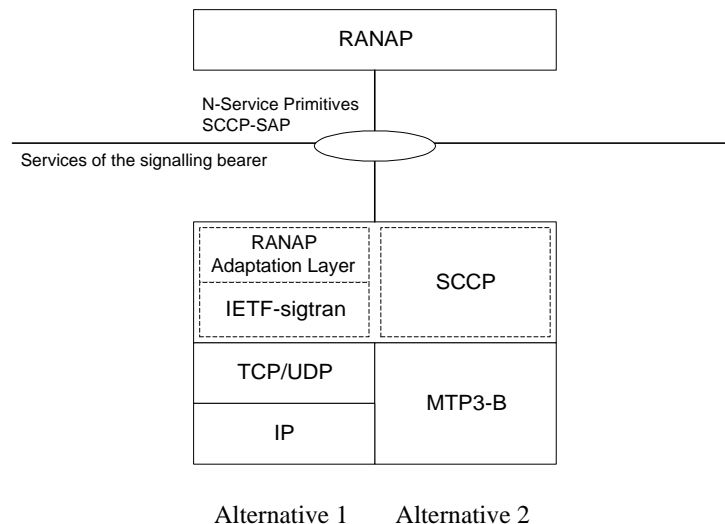 RANAP
N-Service Primitives
SCCP-SAP
Services of the signalling bearer
RANAP
Adaptation Layer
IETF-sigtran
SCCP
TCP/UDP
IP
MTP3-B
Alternative 1
Alternative 2